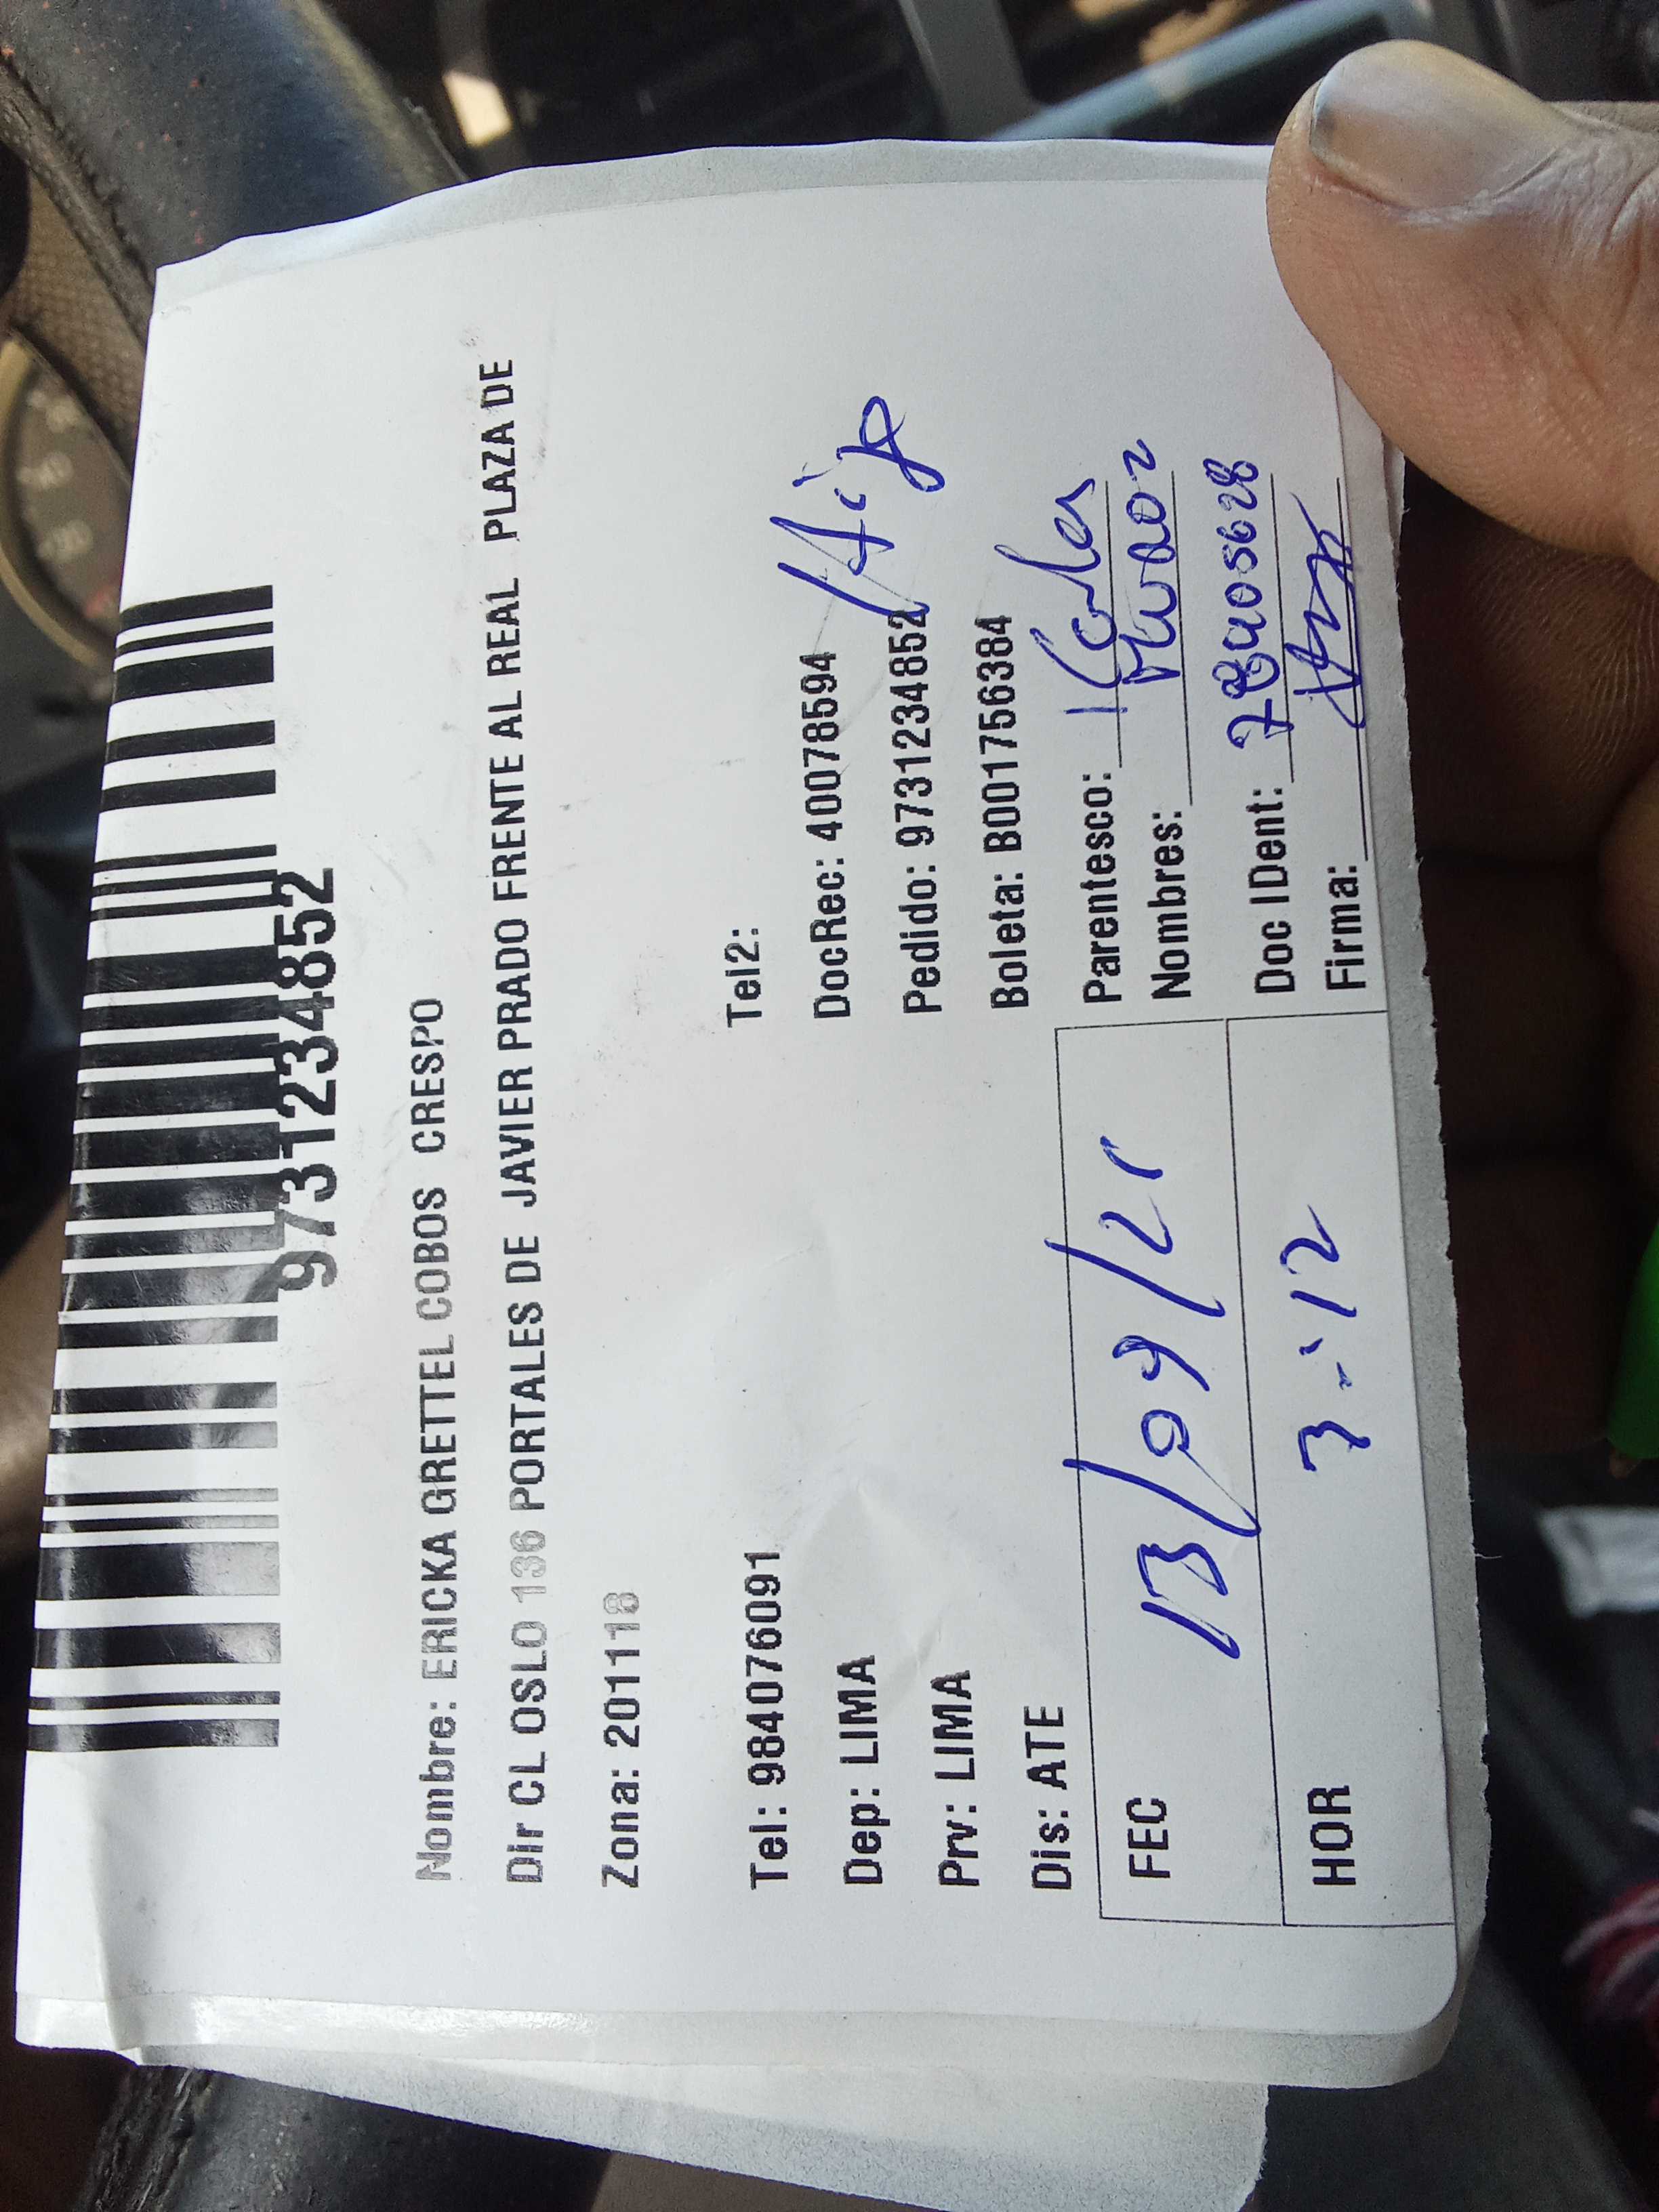 9731234852
Nombre: ERICKA GRETTEL COBOS CRESPO
Dir CL OSLO 136 PORTALES DE JAVIER PRADO FRENTE AL REAL PLAZA DE
Zona: 201118
Tel: 984076091 Tel2:
Dep: LIMA DocRec: 40078594
Prv: LIMA Pedido: 9731234852
Dis: ATE Boleta: B001756384
FEC 13/09/21
HOR 3:12
Parentesco:
Nombres:
Doc IDent:
Firma: